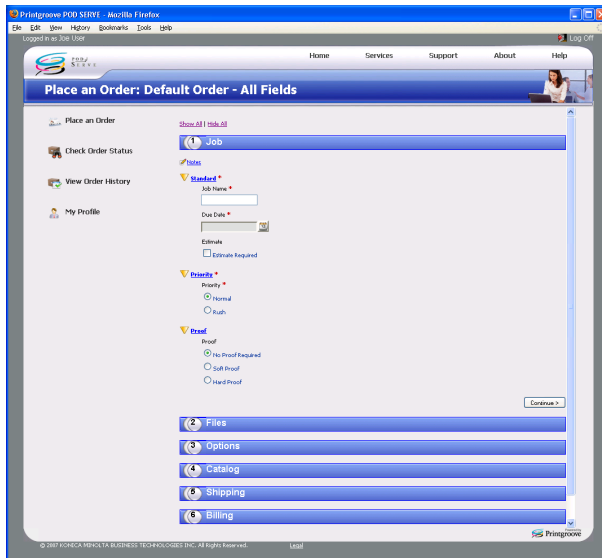 Printgroove POD SERVE - Mozilla Firefox
File Edit View History Bookmarks Tools Help
Logged in as Joe User Log Off
POD SERVE
Home Services Support About Help
Place an Order: Default Order - All Fields
Place an Order
Check Order Status
View Order History
My Profile
Show All | Hide All
1 Job
Notes
Standard *
Job Name *
Due Date *
Estimate
Estimate Required
Priority *
Priority *
Normal
Rush
Proof
Proof
No Proof Required
Soft Proof
Hard Proof
Continue >
2 Files
3 Options
4 Catalog
5 Shipping
6 Billing
Printgroove
© 2007 KONICA MINOLTA BUSINESS TECHNOLOGIES INC. All Rights Reserved. Legal